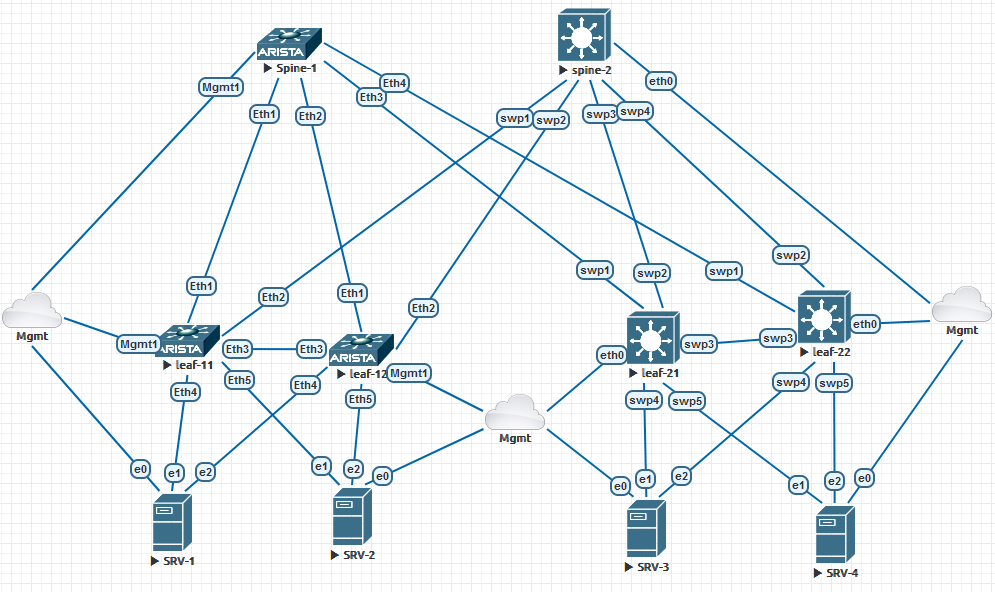 ARISTA
Spine-1
spine-2
Mgmt1
Eth1
Eth2
Eth3
Eth4
swp1
swp2
swp3
swp4
eth0
Eth1
Eth2
Eth1
Eth2
swp1
swp2
swp1
swp2
Mgmt
Mgmt1
ARISTA
leaf-11
Eth3
Eth3
ARISTA
leaf-12
Mgmt1
eth0
leaf-21
swp3
swp3
leaf-22
eth0
Mgmt
Eth4
Eth5
Eth4
Eth5
Mgmt
swp4
swp5
swp4
swp5
e0
e1
e2
e1
e2
e0
e0
e1
e2
e1
e2
e0
SRV-1
SRV-2
SRV-3
SRV-4